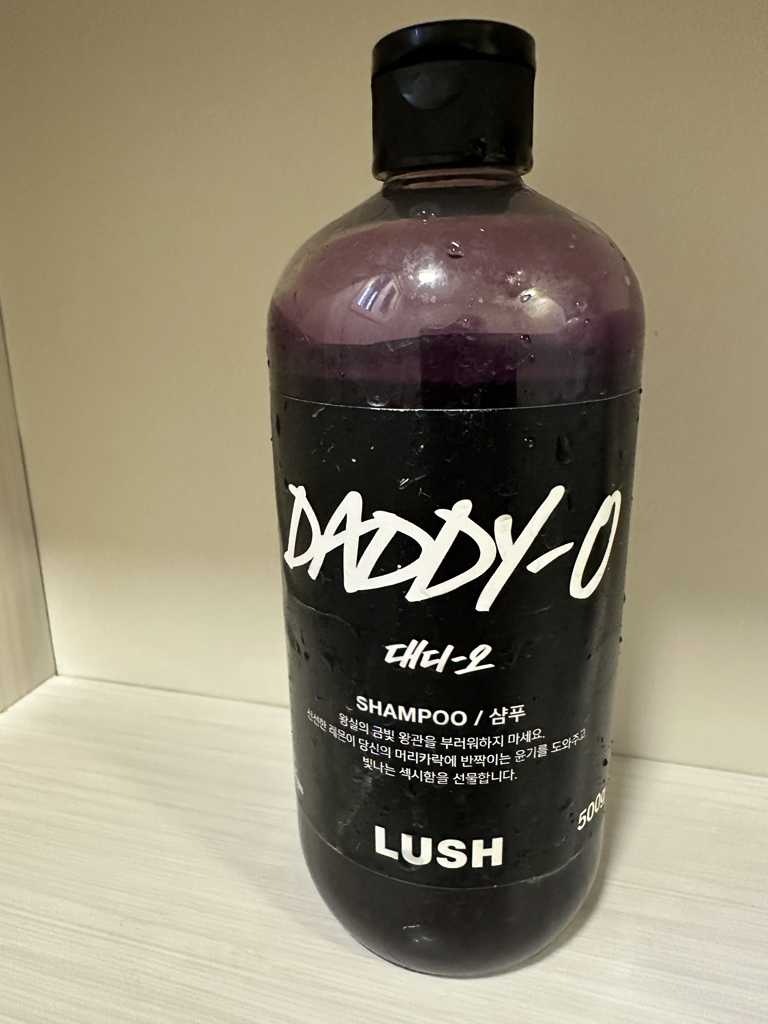 DADDY-O
대디-오
SHAMPOO / 샴푸
왕실의 금빛 왕관을 부러워하지 마세요.
신선한 레몬이 당신의 머리카락에 반짝이는 윤기를 도와주고
빛나는 섹시함을 선물합니다.
500g
LUSH